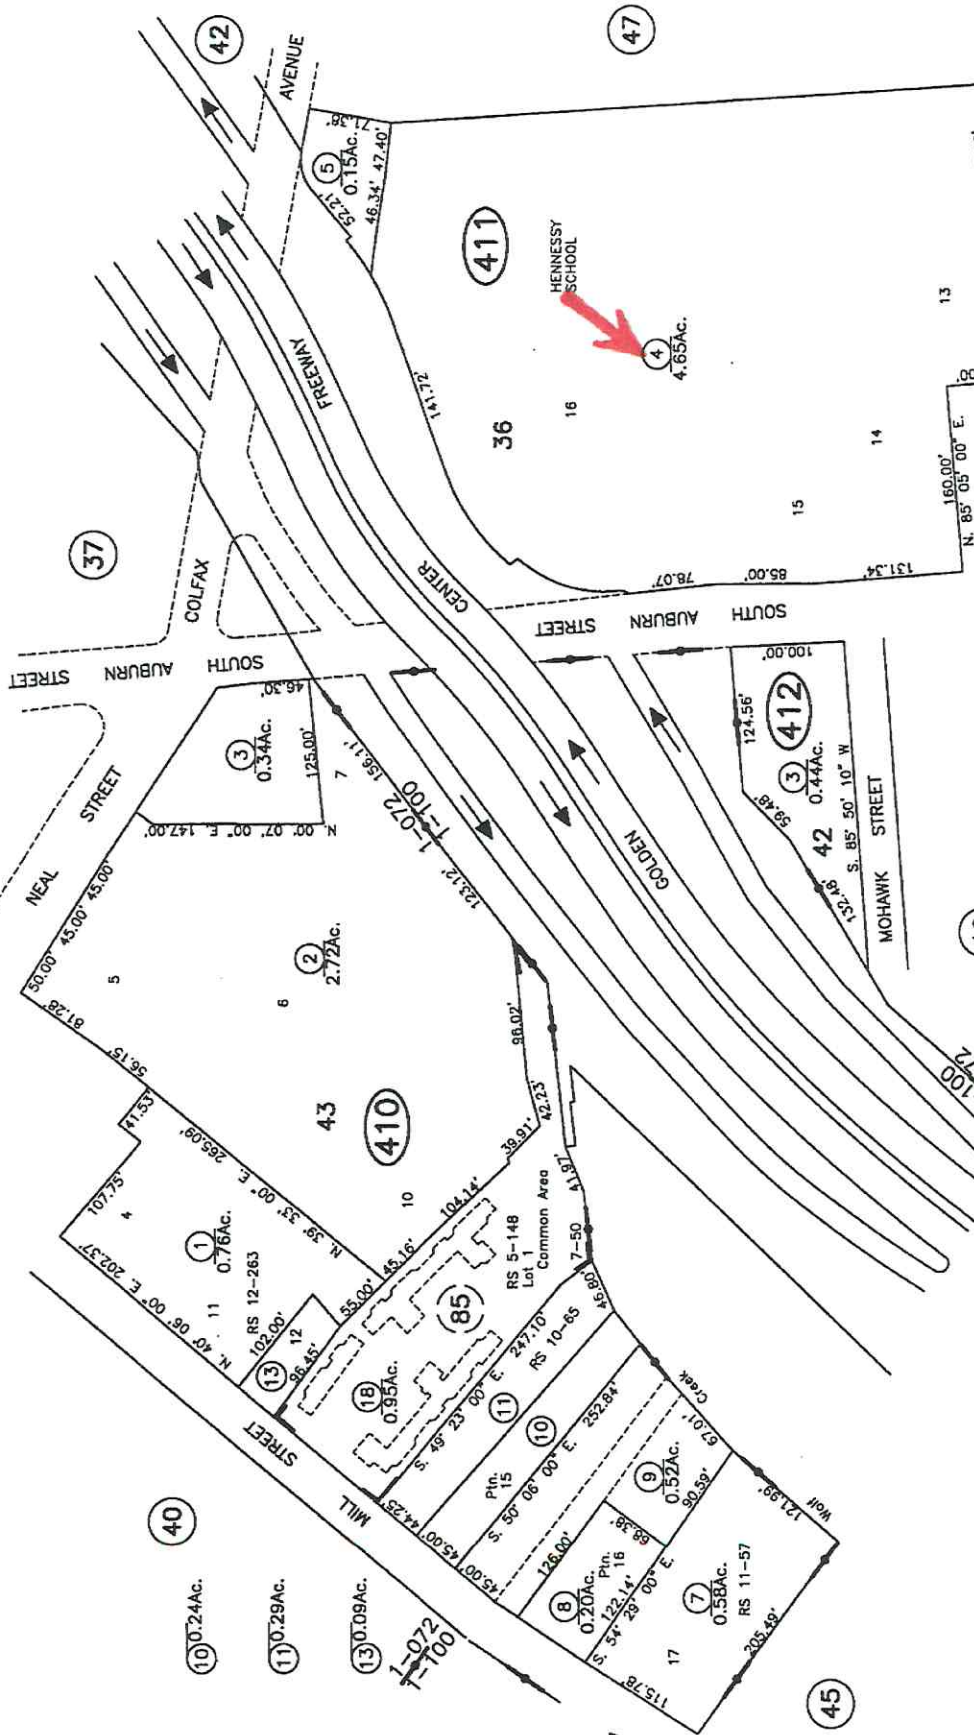 42
AVENUE
47
5
0.15Ac.
71.38'
52.21'
46.34' 47.40'
411
HENNESSY
SCHOOL
4
4.65Ac.
13
FREEWAY
141.72'
36
16
14
15
160.00'
N. 85° 05' 00" E.
37
COLFAX
CENTER
78.07'
85.00'
131.34'
SOUTH AUBURN STREET
SOUTH AUBURN STREET
46.30'
3
0.34Ac.
125.00'
7
156.11'
1-072
1-100
N. 00° 07' 00" E. 147.00'
NEAL STREET
50.00' 45.00' 45.00'
123.12'
GOLDEN
100.00'
124.56'
412
3
0.44Ac.
59.48'
42
132.48'
S. 85° 50' 10" W
MOHAWK STREET
2
2.72Ac.
5
6
81.28'
56.15'
96.02'
42.23'
39.91'
43
410
41.53'
265.09'
N. 39° 33' 00" E.
107.75'
4
1
0.76Ac.
N. 40° 06' 00" E. 202.37'
11
RS 12-263
102.00'
12
13
96.45'
55.00'
45.16'
104.14'
10
41.97'
RS 5-148
Lot 1
Common Area
7-50
46.80'
85
18
0.95Ac.
S. 49° 23' 00" E. 247.10'
RS 10-65
11
10
Ptn.
15
S. 50° 06' 00" E. 252.84'
MILL STREET
44.25'
45.00'
45.00'
40
10 0.24Ac.
11 0.29Ac.
13 0.09Ac.
1-072
1-100
126.00'
8
0.20Ac.
Ptn.
16
68.38'
122.14'
S. 54° 29' 00" E.
9
0.52Ac.
90.59'
67.01'
Wolf Creek
121.99'
7
0.58Ac.
RS 11-57
17
115.78'
205.49'
45